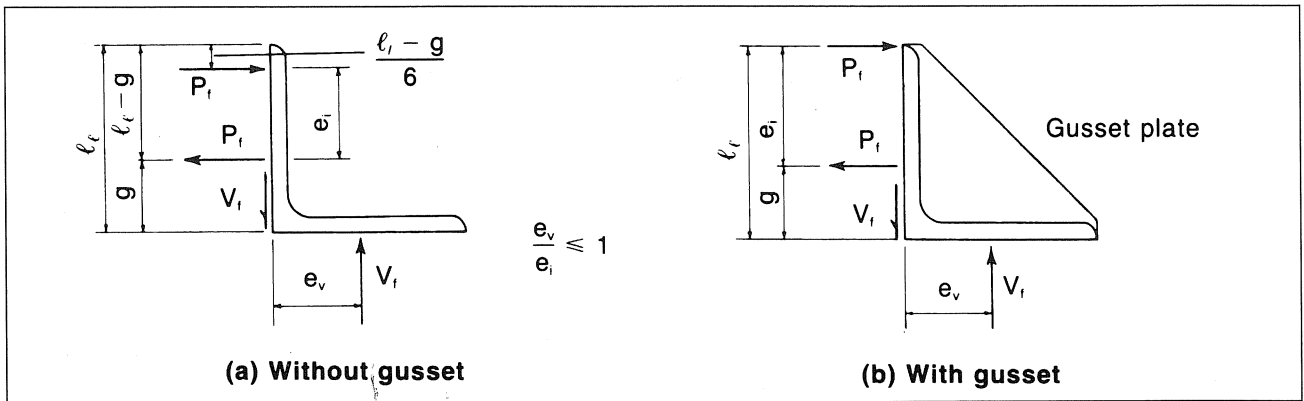 ℓ₁ − g
6
P_f
ℓ_ℓ − g
ℓ_ℓ
e_i
P_f
g
V_f
e_v
V_f
e_v
e_i
≤ 1
(a) Without gusset
P_f
ℓ_ℓ
e_i
P_f
Gusset plate
g
V_f
e_v
V_f
(b) With gusset